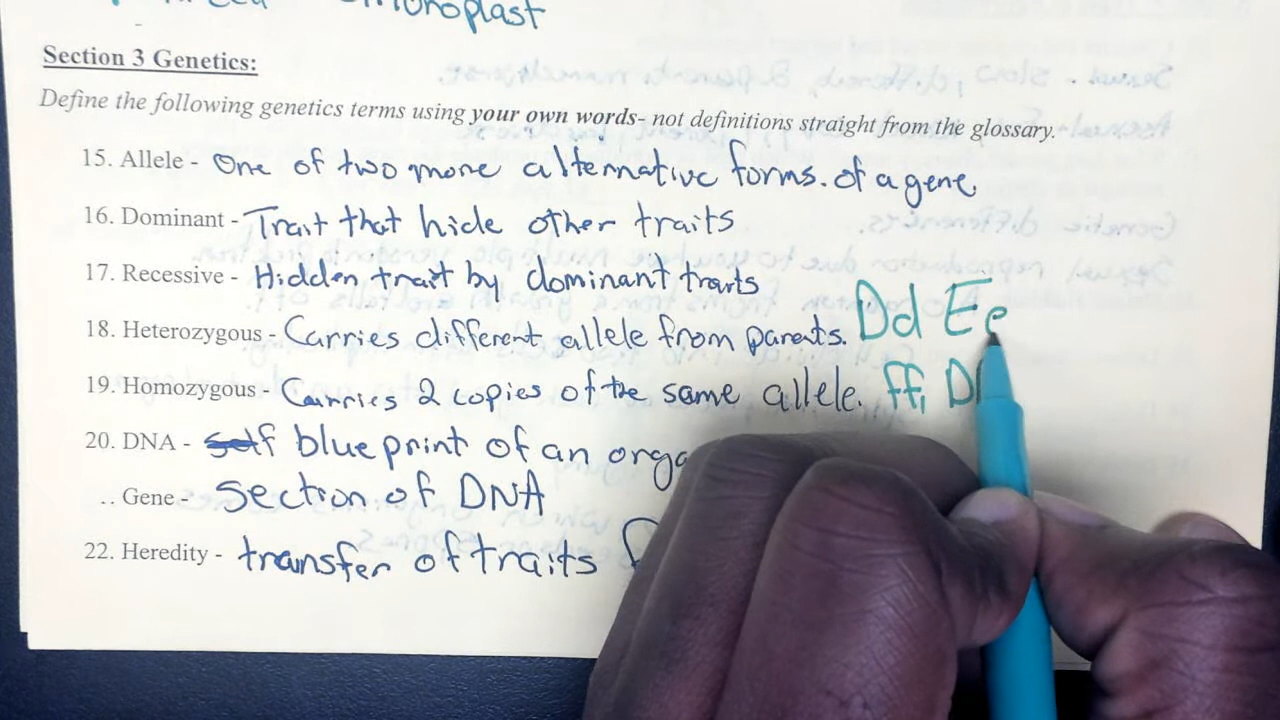 Section 3 Genetics:
Define the following genetics terms using your own words- not definitions straight from the glossary.
15. Allele - One of two more alternative forms. of a gene
16. Dominant - Trait that hide other traits
17. Recessive - Hidden trait by dominant traits
18. Heterozygous - Carries different allele from parents. Dd Ee
19. Homozygous - Carries 2 copies of the same allele. ff, D
20. DNA - blue print of an orga
.. Gene - Section of DNA
22. Heredity - transfer of traits